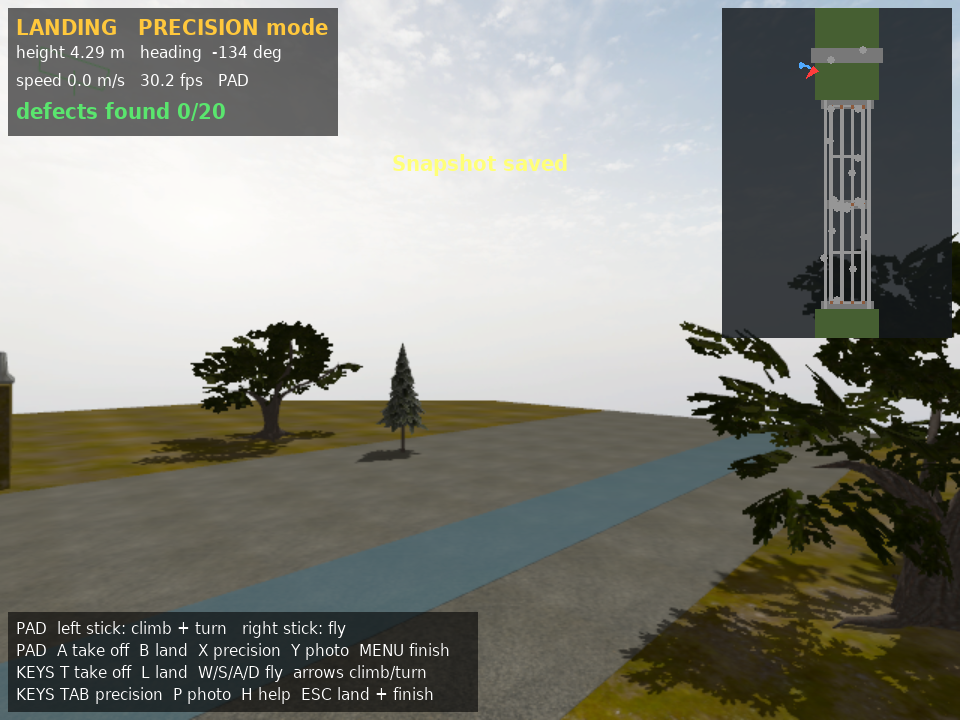 LANDING   PRECISION mode
height 4.29 m   heading  -134 deg
speed 0.0 m/s   30.2 fps   PAD
defects found 0/20
Snapshot saved
PAD  left stick: climb + turn   right stick: fly
PAD  A take off  B land  X precision  Y photo  MENU finish
KEYS T take off  L land  W/S/A/D fly  arrows climb/turn
KEYS TAB precision  P photo  H help  ESC land + finish